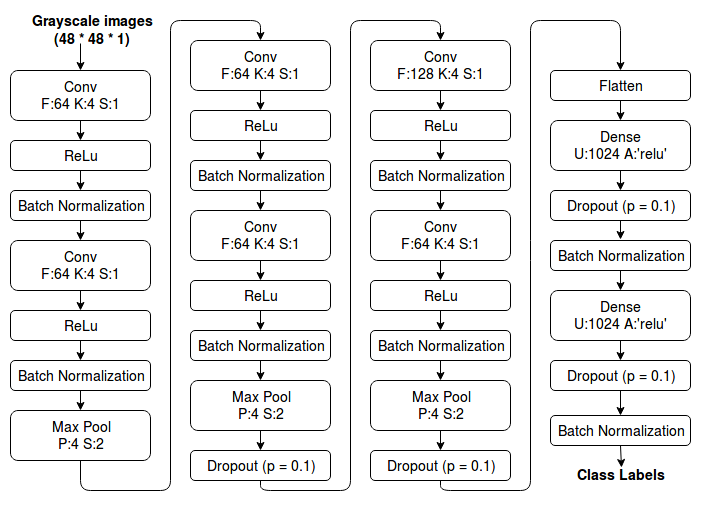 Grayscale images
(48 * 48 * 1)
Conv
F:64 K:4 S:1
ReLu
Batch Normalization
Conv
F:64 K:4 S:1
ReLu
Batch Normalization
Max Pool
P:4 S:2
Conv
F:64 K:4 S:1
ReLu
Batch Normalization
Conv
F:64 K:4 S:1
ReLu
Batch Normalization
Max Pool
P:4 S:2
Dropout (p = 0.1)
Conv
F:128 K:4 S:1
ReLu
Batch Normalization
Conv
F:64 K:4 S:1
ReLu
Batch Normalization
Max Pool
P:4 S:2
Dropout (p = 0.1)
Flatten
Dense
U:1024 A:'relu'
Dropout (p = 0.1)
Batch Normalization
Dense
U:1024 A:'relu'
Dropout (p = 0.1)
Batch Normalization
Class Labels